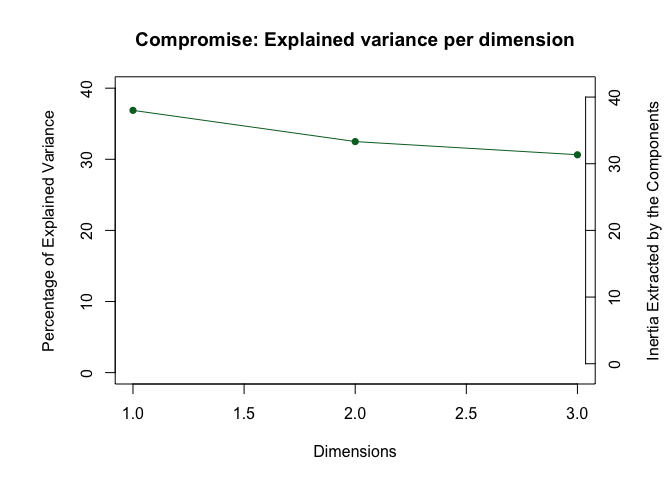 Compromise: Explained variance per dimension
Percentage of Explained Variance
40
30
20
10
0
40
30
20
10
0
Inertia Extracted by the Components
1.0 1.5 2.0 2.5 3.0
Dimensions